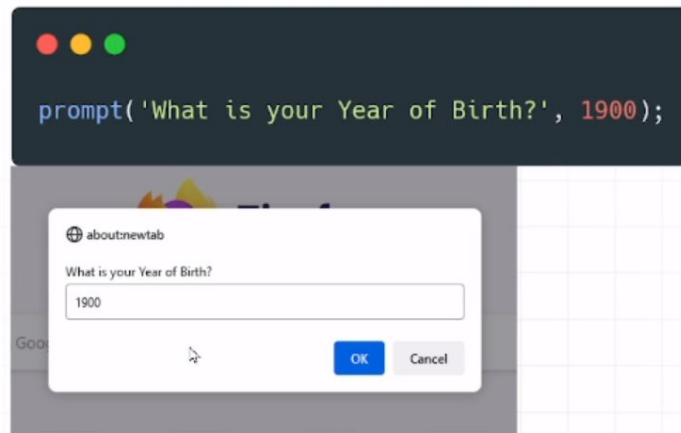 prompt('What is your Year of Birth?', 1900);
about:newtab
What is your Year of Birth?
1900
Goo
OK
Cancel